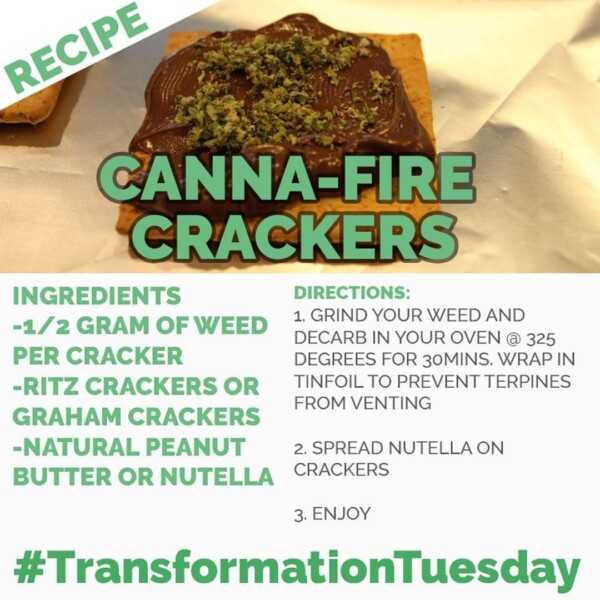 RECIPE
CANNA-FIRE
CRACKERS
INGREDIENTS
-1/2 GRAM OF WEED
PER CRACKER
-RITZ CRACKERS OR
GRAHAM CRACKERS
-NATURAL PEANUT
BUTTER OR NUTELLA
DIRECTIONS:
1. GRIND YOUR WEED AND
DECARB IN YOUR OVEN @ 325
DEGREES FOR 30MINS. WRAP IN
TINFOIL TO PREVENT TERPINES
FROM VENTING
2. SPREAD NUTELLA ON
CRACKERS
3. ENJOY
#TransformationTuesday